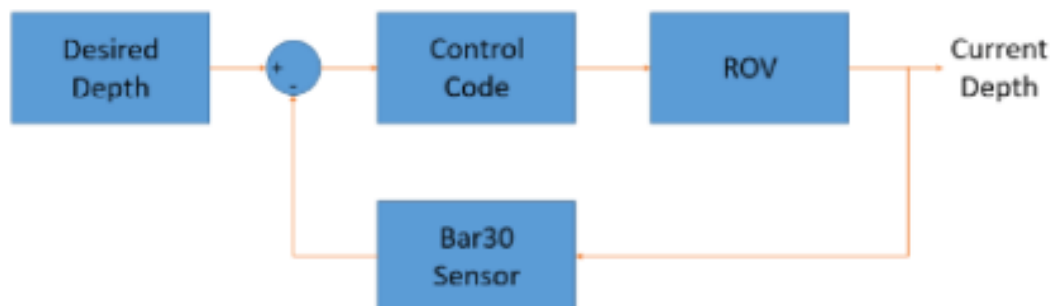 Desired
Depth
+
-
Control
Code
ROV
Current
Depth
Bar30
Sensor